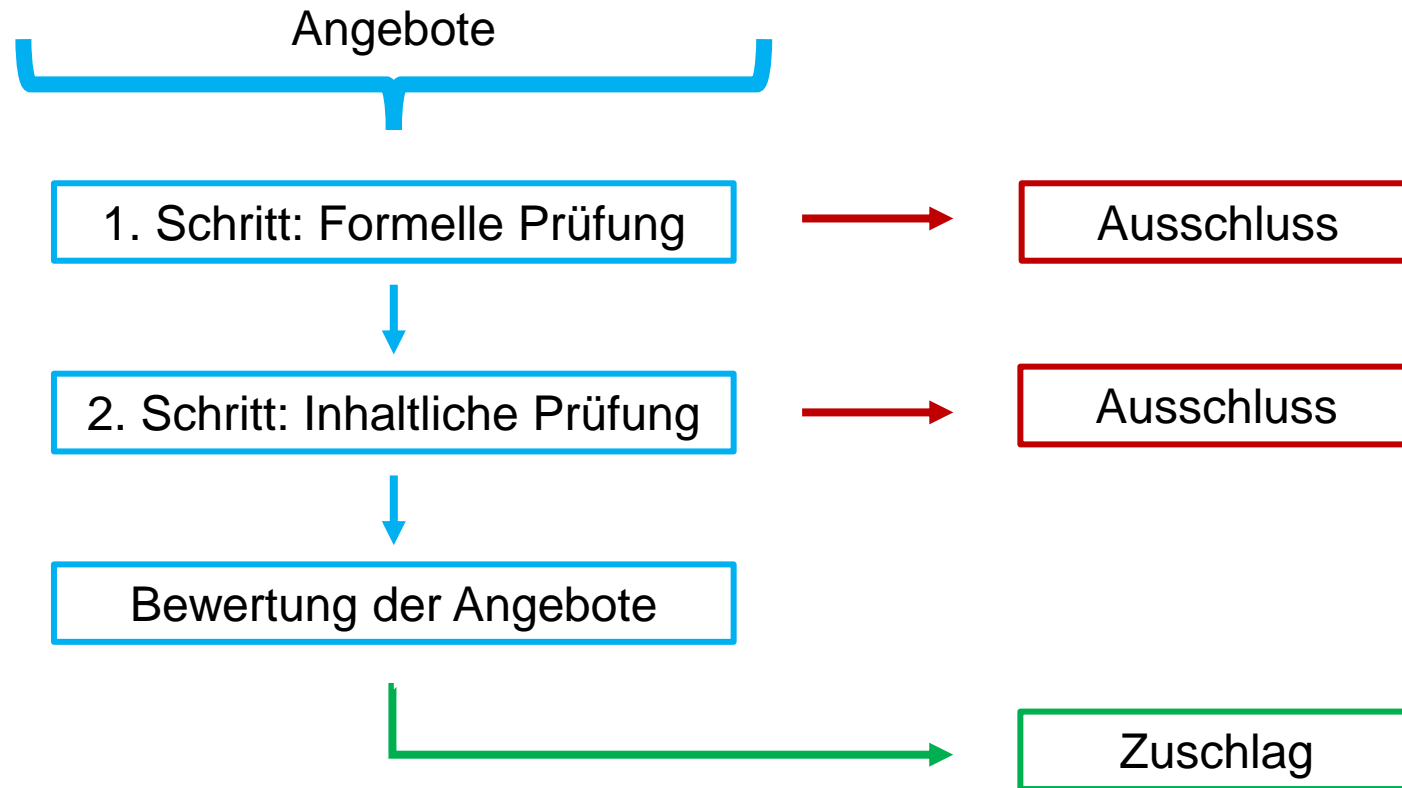 Angebote
1. Schritt: Formelle Prüfung
Ausschluss
2. Schritt: Inhaltliche Prüfung
Ausschluss
Bewertung der Angebote
Zuschlag